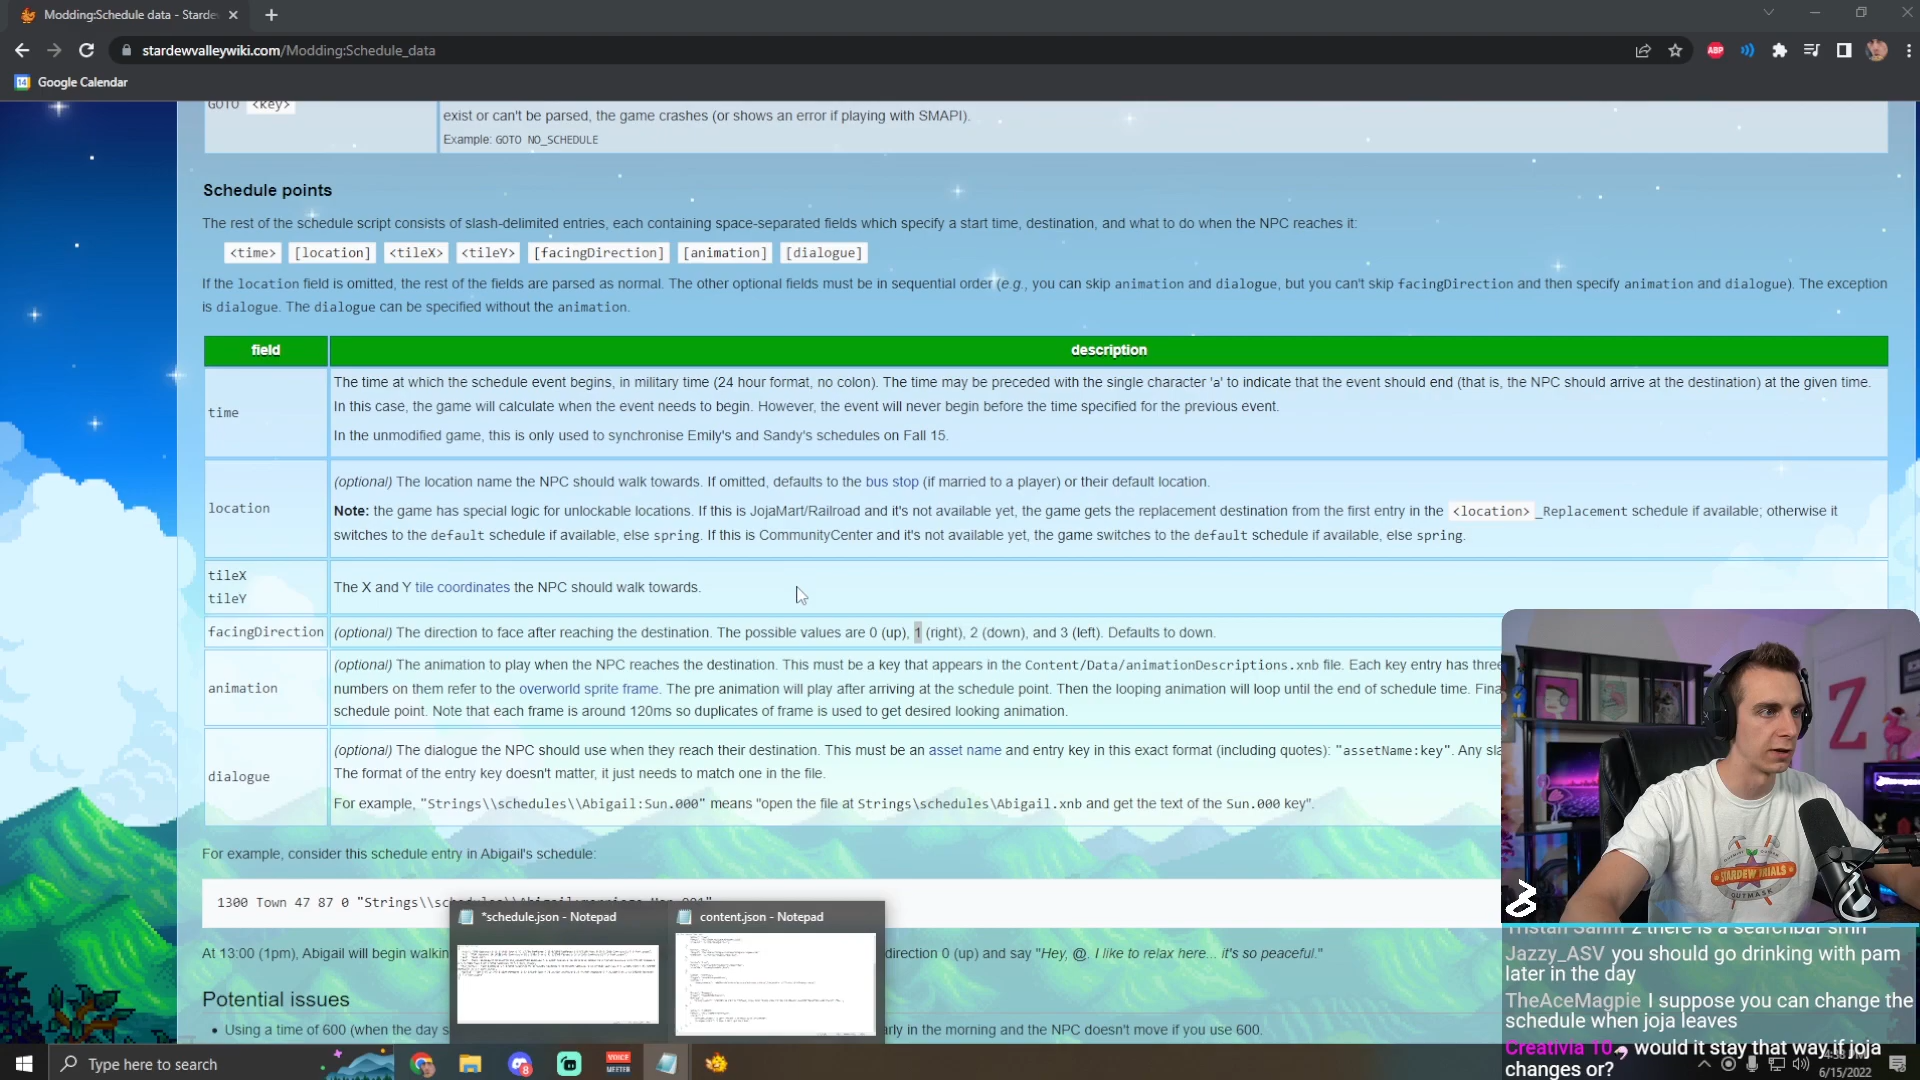 Modding:Schedule data - Stardew
stardewvalleywiki.com/Modding:Schedule_data
ABP
14 Google Calendar
GOTO <key>
exist or can't be parsed, the game crashes (or shows an error if playing with SMAPI).
Example: GOTO NO_SCHEDULE
Schedule points
The rest of the schedule script consists of slash-delimited entries, each containing space-separated fields which specify a start time, destination, and what to do when the NPC reaches it:
<time> [location] <tileX> <tileY> [facingDirection] [animation] [dialogue]
If the location field is omitted, the rest of the fields are parsed as normal. The other optional fields must be in sequential order (e.g., you can skip animation and dialogue, but you can't skip facingDirection and then specify animation and dialogue). The exception
is dialogue. The dialogue can be specified without the animation.
field description
time
The time at which the schedule event begins, in military time (24 hour format, no colon). The time may be preceded with the single character 'a' to indicate that the event should end (that is, the NPC should arrive at the destination) at the given time.
In this case, the game will calculate when the event needs to begin. However, the event will never begin before the time specified for the previous event.
In the unmodified game, this is only used to synchronise Emily's and Sandy's schedules on Fall 15.
location
(optional) The location name the NPC should walk towards. If omitted, defaults to the bus stop (if married to a player) or their default location.
Note: the game has special logic for unlockable locations. If this is JojaMart/Railroad and it's not available yet, the game gets the replacement destination from the first entry in the <location>_Replacement schedule if available; otherwise it
switches to the default schedule if available, else spring. If this is CommunityCenter and it's not available yet, the game switches to the default schedule if available, else spring.
tileX
tileY
The X and Y tile coordinates the NPC should walk towards.
facingDirection (optional) The direction to face after reaching the destination. The possible values are 0 (up), 1 (right), 2 (down), and 3 (left). Defaults to down.
animation
(optional) The animation to play when the NPC reaches the destination. This must be a key that appears in the Content/Data/animationDescriptions.xnb file. Each key entry has three
numbers on them refer to the overworld sprite frame. The pre animation will play after arriving at the schedule point. Then the looping animation will loop until the end of schedule time. Fina
schedule point. Note that each frame is around 120ms so duplicates of frame is used to get desired looking animation.
dialogue
(optional) The dialogue the NPC should use when they reach their destination. This must be an asset name and entry key in this exact format (including quotes): "assetName:key". Any sla
The format of the entry key doesn't matter, it just needs to match one in the file.
For example, "Strings\\schedules\\Abigail:Sun.000" means "open the file at Strings\schedules\Abigail.xnb and get the text of the Sun.000 key".
For example, consider this schedule entry in Abigail's schedule:
1300 Town 47 87 0 "Strings\\sc
*schedule.json - Notepad
content.json - Notepad
At 13:00 (1pm), Abigail will begin walkin direction 0 (up) and say "Hey, @. I like to relax here... it's so peaceful."
Potential issues
• Using a time of 600 (when the day s arly in the morning and the NPC doesn't move if you use 600.
Z
STARDEW TRIALS
OUTMASK
there is a searchbar smh
Jazzy_ASV you should go drinking with pam
later in the day
TheAceMagpie I suppose you can change the
schedule when joja leaves
Creativia_10 would it stay that way if joja
changes or?
Type here to search
8
VOICE
MEETER
6/15/2022